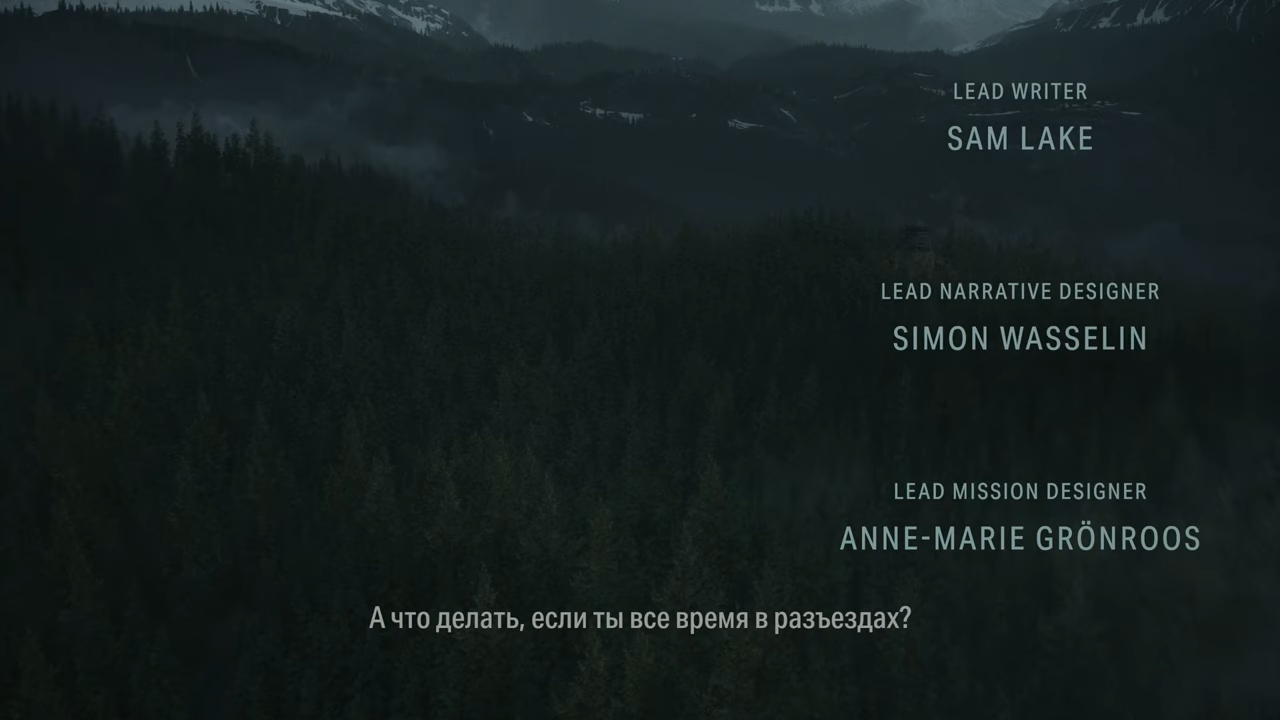 LEAD WRITER
SAM LAKE
LEAD NARRATIVE DESIGNER
SIMON WASSELIN
LEAD MISSION DESIGNER
ANNE-MARIE GRÖNROOS
А что делать, если ты все время в разъездах?